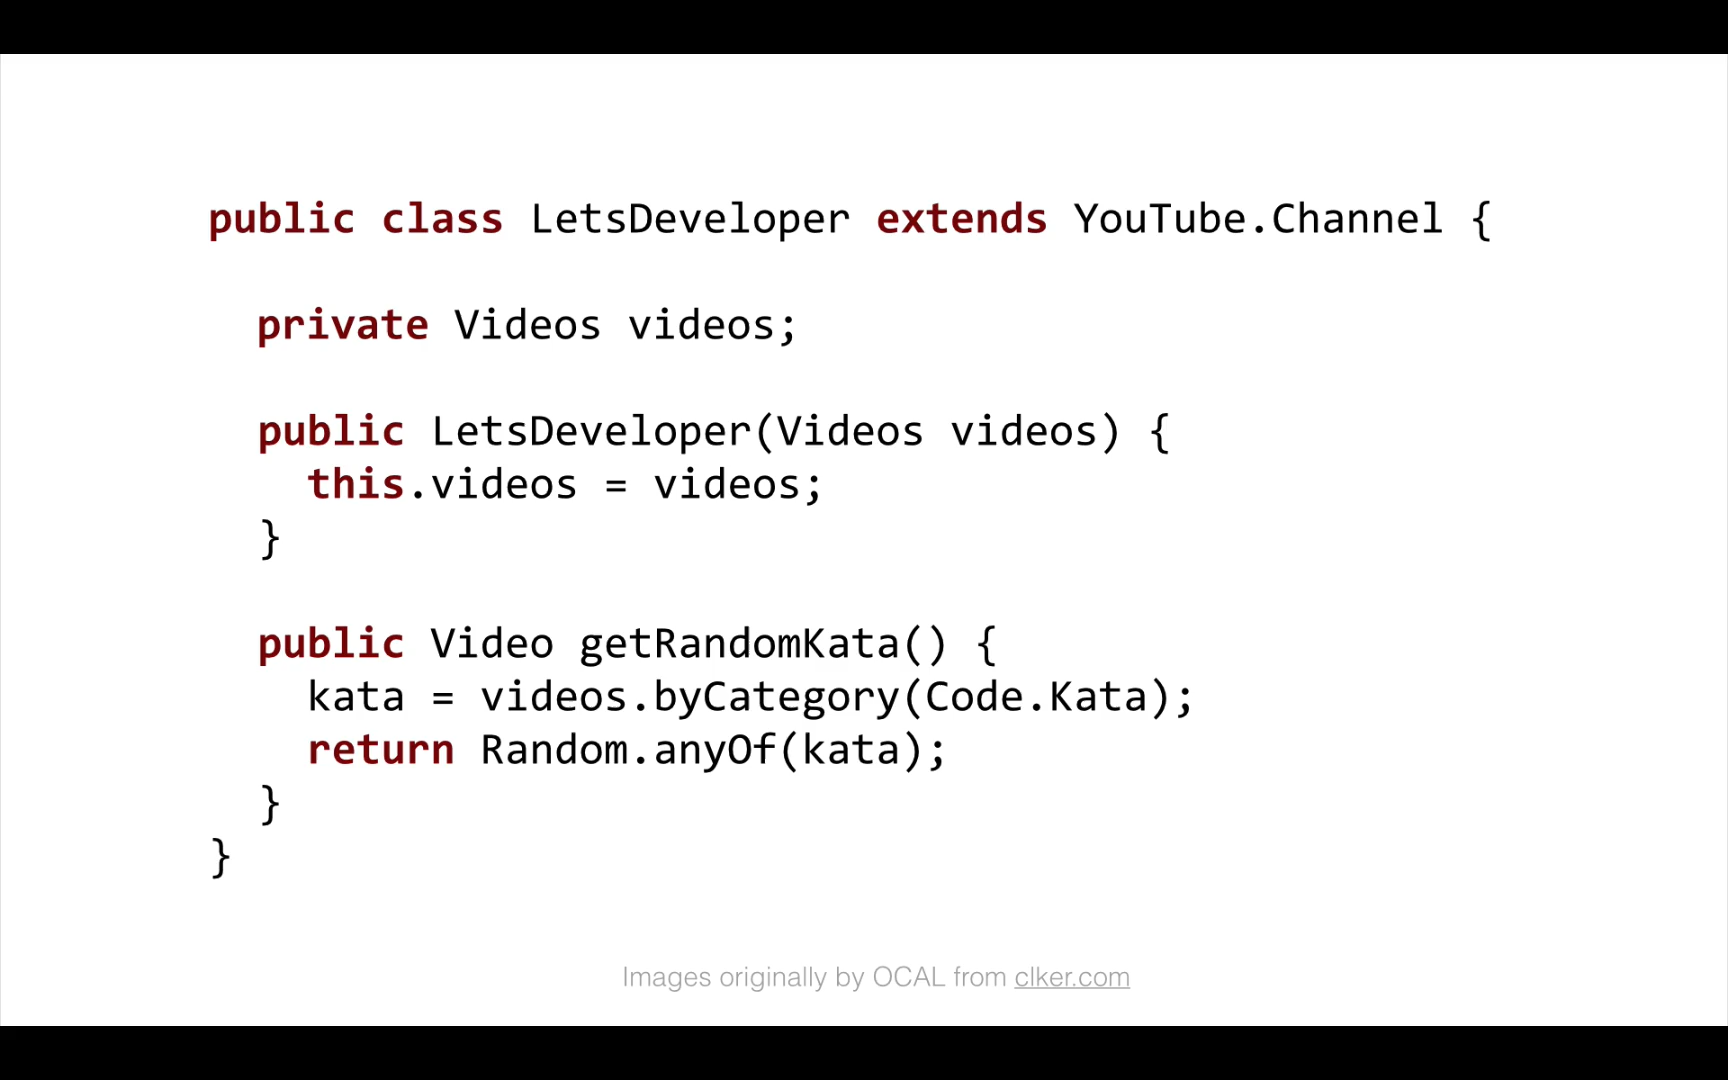 public class LetsDeveloper extends YouTube.Channel {
private Videos videos;
public LetsDeveloper(Videos videos) {
this.videos = videos;
}
public Video getRandomKata() {
kata = videos.byCategory(Code.Kata);
return Random.anyOf(kata);
}
}
Images originally by OCAL from clker.com